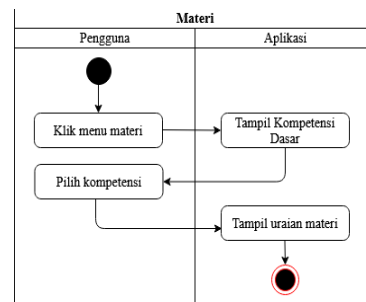 Materi
Pengguna
Aplikasi
Klik menu materi
Tampil Kompetensi
Dasar
Pilih kompetensi
Tampil uraian materi